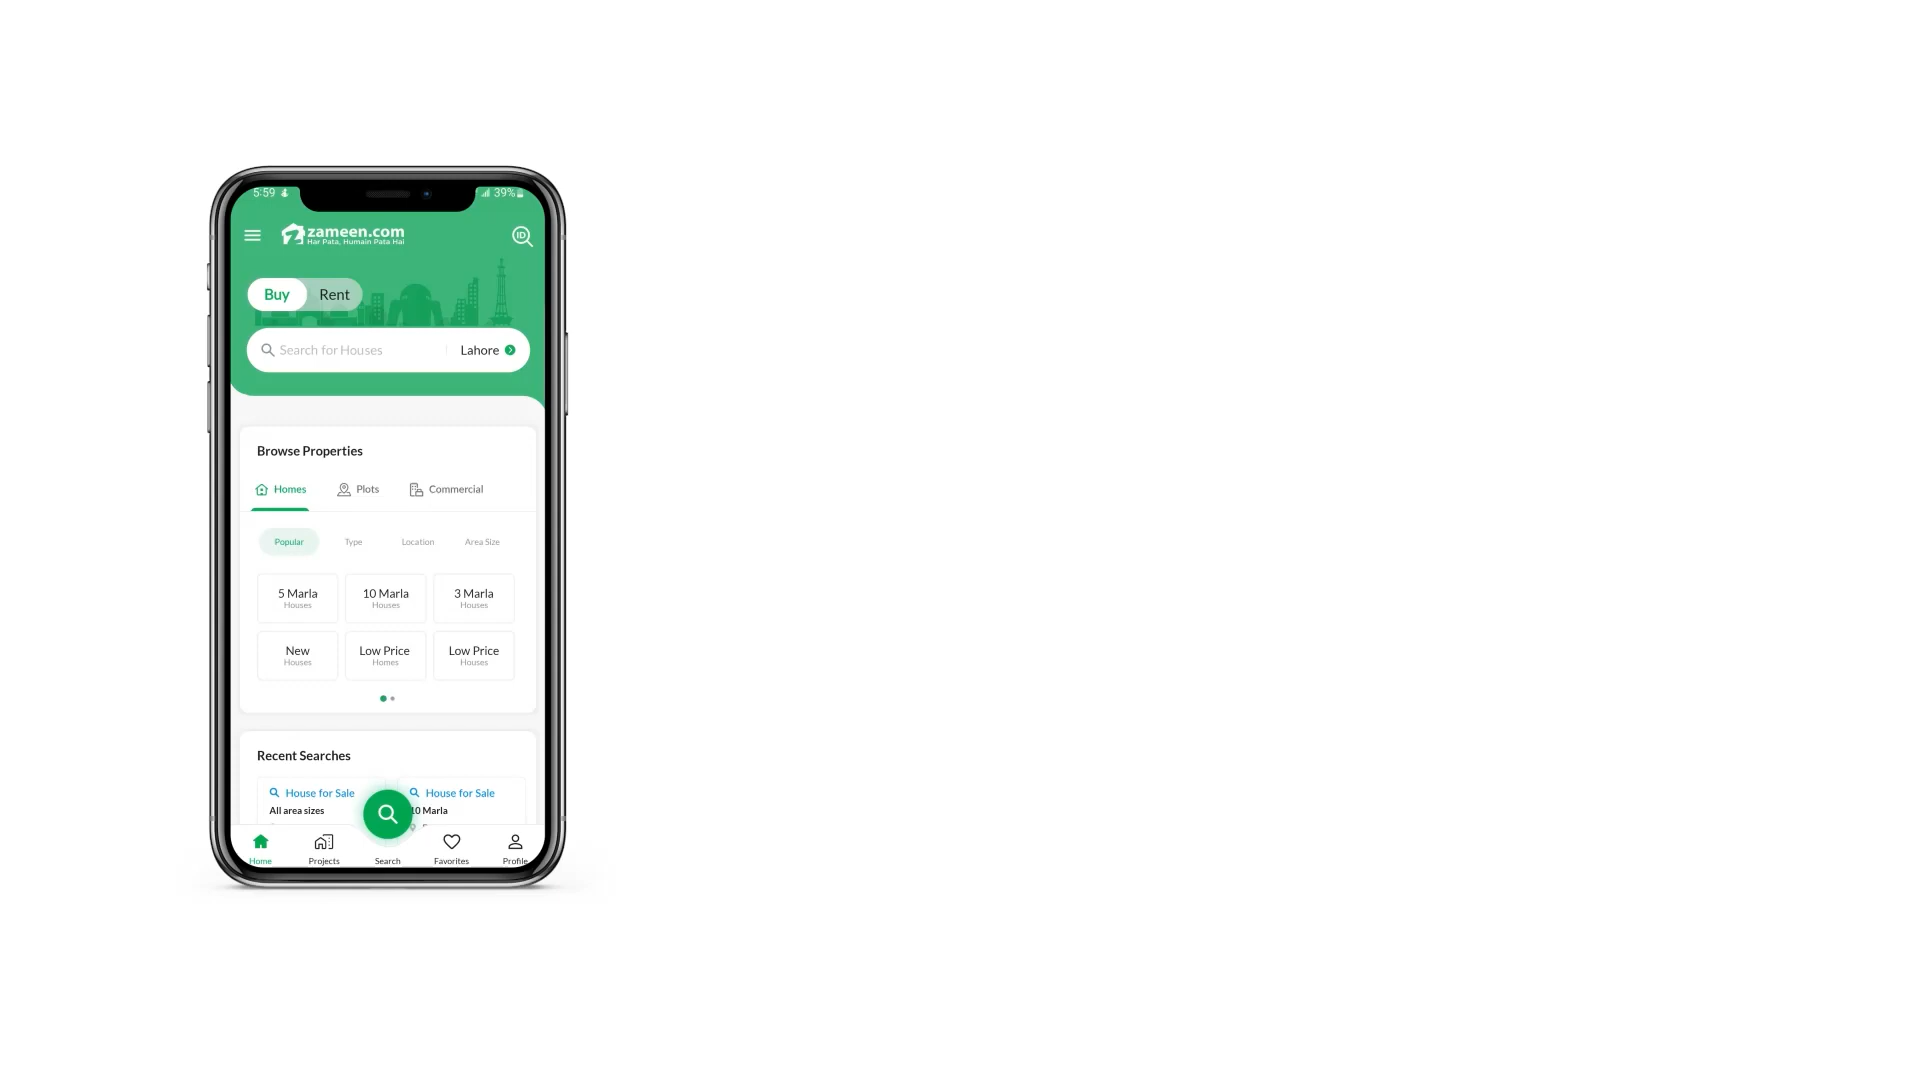 5:59
39%
zameen.com
Har Pata, Humain Pata Hai
ID
Buy Rent
Search for Houses Lahore
Browse Properties
Homes Plots Commercial
Popular Type Location Area Size
5 Marla 10 Marla 3 Marla
Houses Houses Houses
New Low Price Low Price
Houses Homes Houses
Recent Searches
House for Sale House for Sale
All area sizes 10 Marla
Home Projects Search Favorites Profile